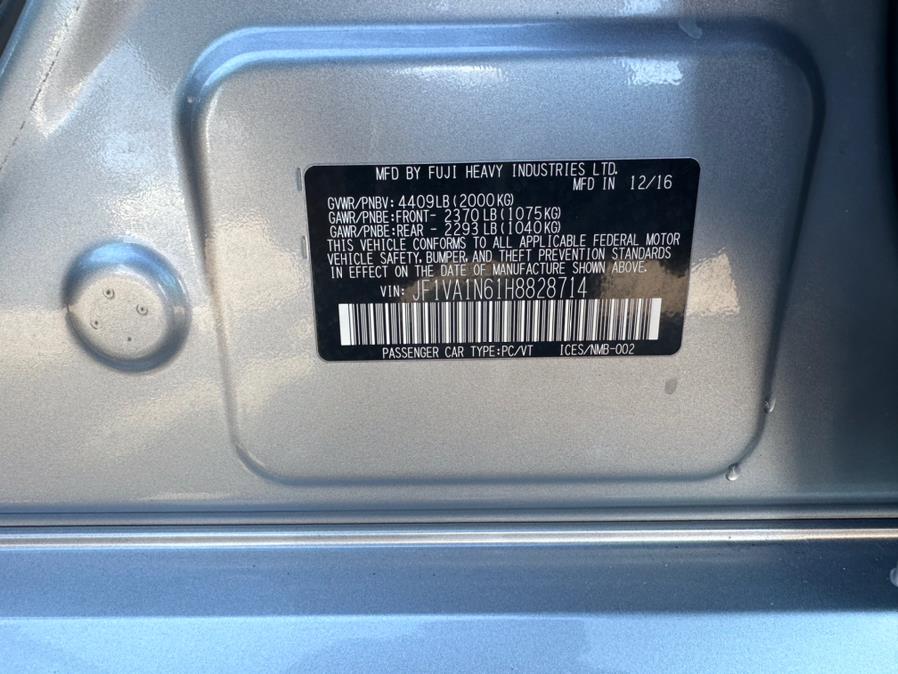 MFD BY FUJI HEAVY INDUSTRIES LTD.
MFD IN 12/16
GVWR/PNBV: 4409LB(2000KG)
GAWR/PNBE:FRONT- 2370LB(1075KG)
GAWR/PNBE:REAR - 2293LB(1040KG)
THIS VEHICLE CONFORMS TO ALL APPLICABLE FEDERAL MOTOR
VEHICLE SAFETY, BUMPER, AND THEFT PREVENTION STANDARDS
IN EFFECT ON THE DATE OF MANUFACTURE SHOWN ABOVE.
VIN: JF1VA1N61H8828714
PASSENGER CAR TYPE:PC/VT ICES/NMB-002